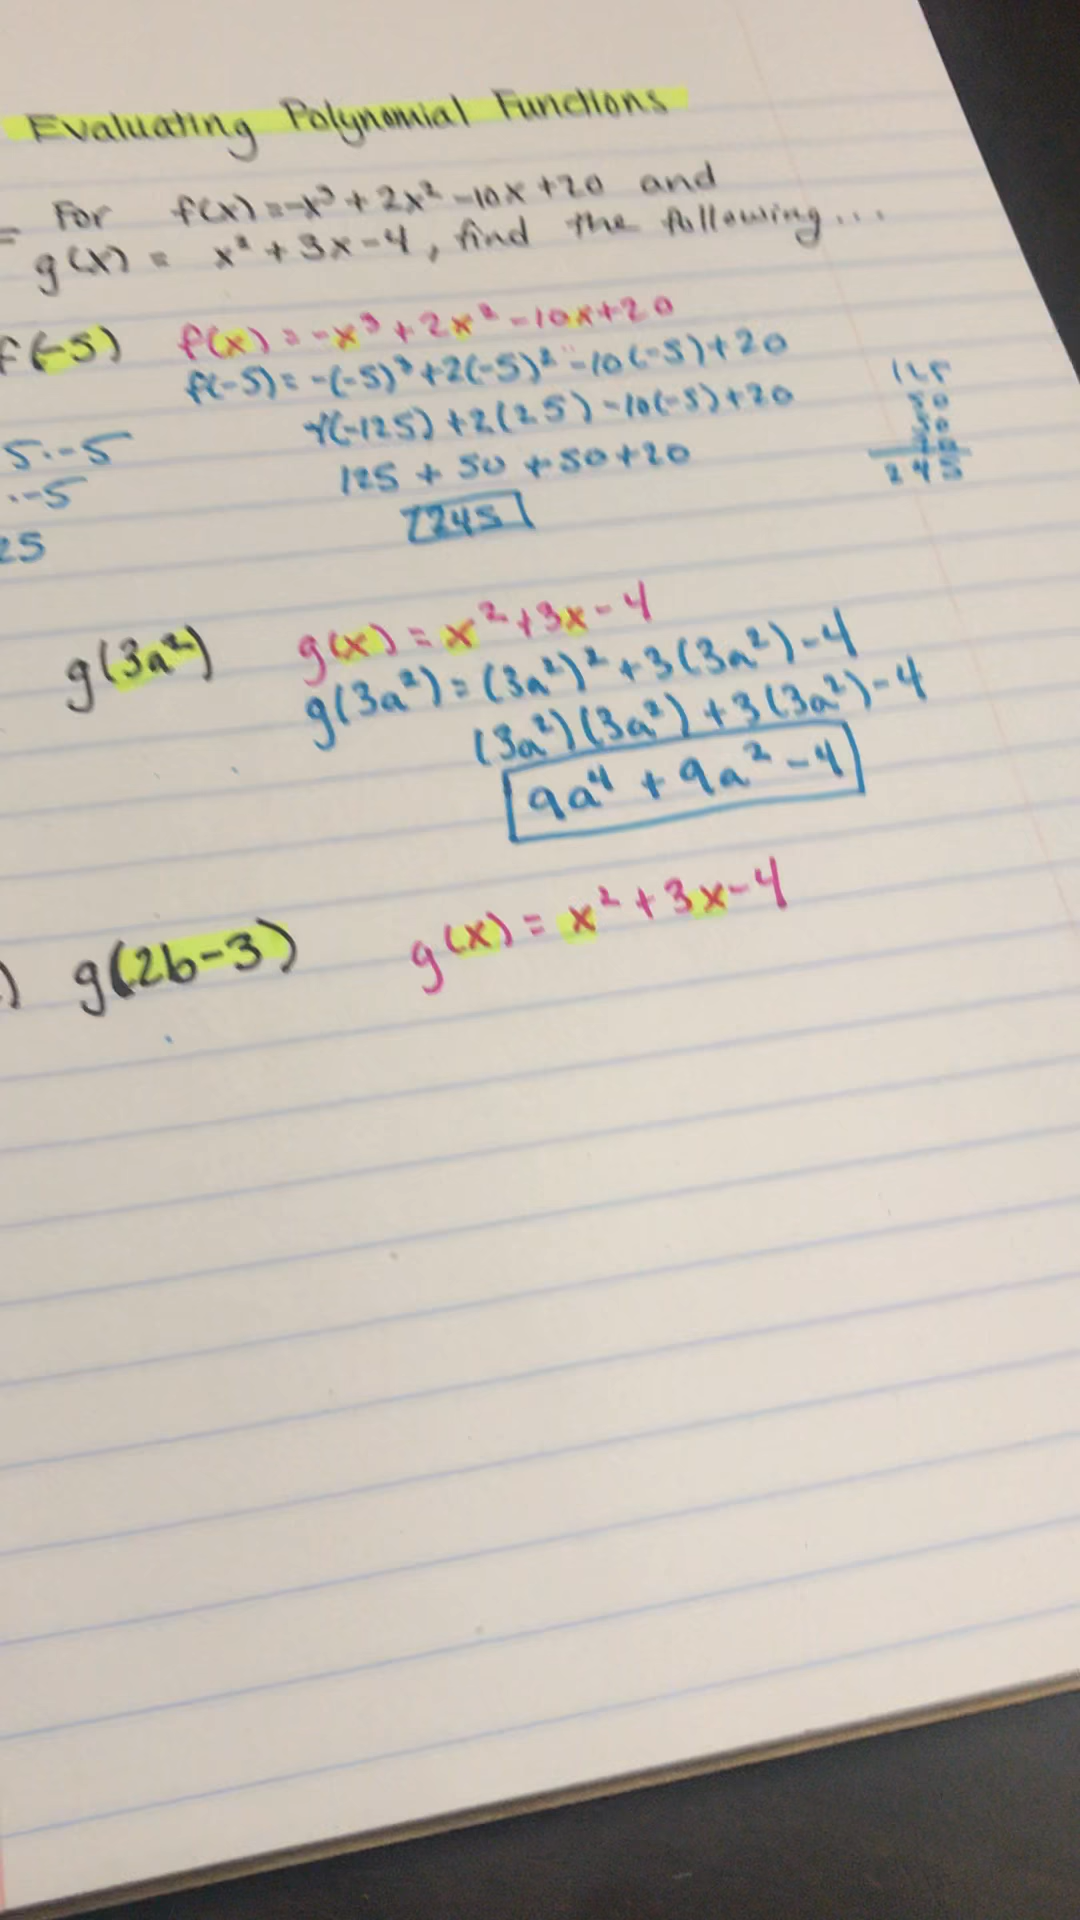 Evaluating Polynomial Functions
For f(x)=-x³+2x²-10x+20 and
g(x) = x²+3x-4, find the following...
f(-5) f(x)=-x³+2x²-10x+20
f(-5)=-(-5)³+2(-5)²-10(-5)+20
(-125)+2(25)-10(-5)+20
125 + 50 +50+20
245
125
50
50
20
245
5·-5
·-5
25
g(3a²) g(x)=x²+3x-4
g(3a²)=(3a²)²+3(3a²)-4
(3a²)(3a²)+3(3a²)-4
9a⁴ + 9a² -4
) g(2b-3) g(x)=x²+3x-4